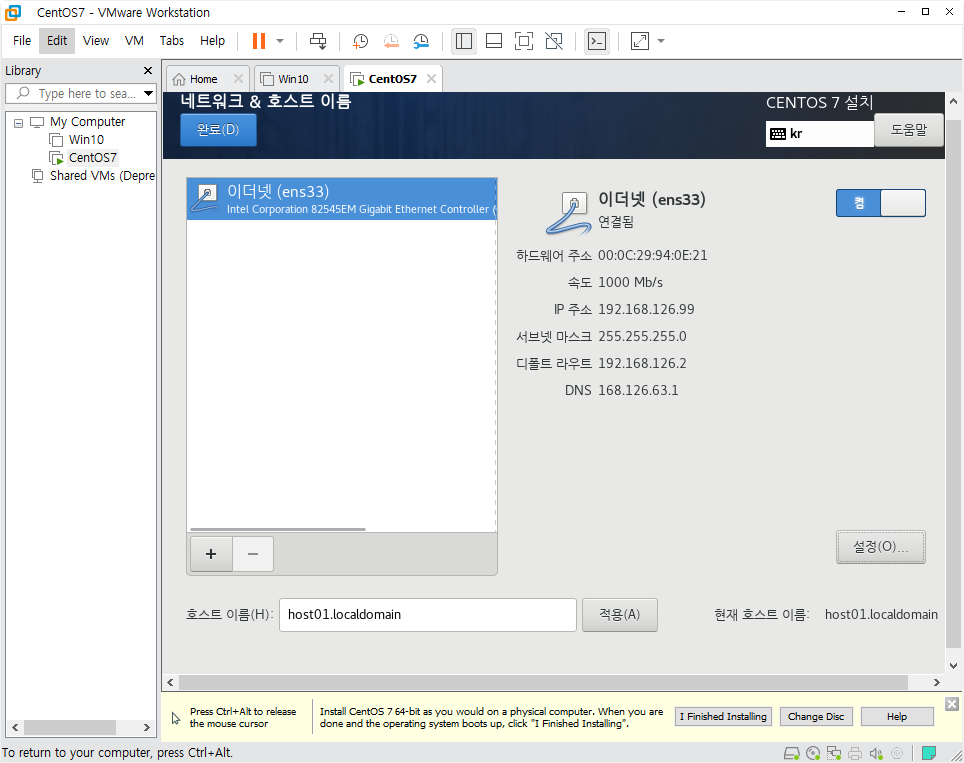 CentOS7 - VMware Workstation
File Edit View VM Tabs Help
Library
Type here to sea...
My Computer
Win10
CentOS7
Shared VMs (Depre
Home Win10 CentOS7
네트워크 & 호스트 이름
완료(D)
CENTOS 7 설치
kr
도움말
이더넷 (ens33)
Intel Corporation 82545EM Gigabit Ethernet Controller (
이더넷 (ens33)
연결됨
켬
하드웨어 주소 00:0C:29:94:0E:21
속도 1000 Mb/s
IP 주소 192.168.126.99
서브넷 마스크 255.255.255.0
디폴트 라우트 192.168.126.2
DNS 168.126.63.1
+ −
설정(O)...
호스트 이름(H): host01.localdomain 적용(A) 현재 호스트 이름: host01.localdomain
Press Ctrl+Alt to release
the mouse cursor
Install CentOS 7 64-bit as you would on a physical computer. When you are
done and the operating system boots up, click "I Finished Installing".
I Finished Installing Change Disc Help
To return to your computer, press Ctrl+Alt.